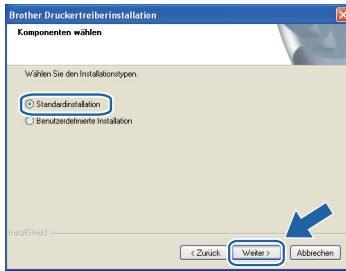 Brother Druckertreiberinstallation
Komponenten wählen
Wählen Sie den Installationstypen.
Standardinstallation
Benutzerdefinierte Installation
InstallShield
< Zurück Weiter > Abbrechen